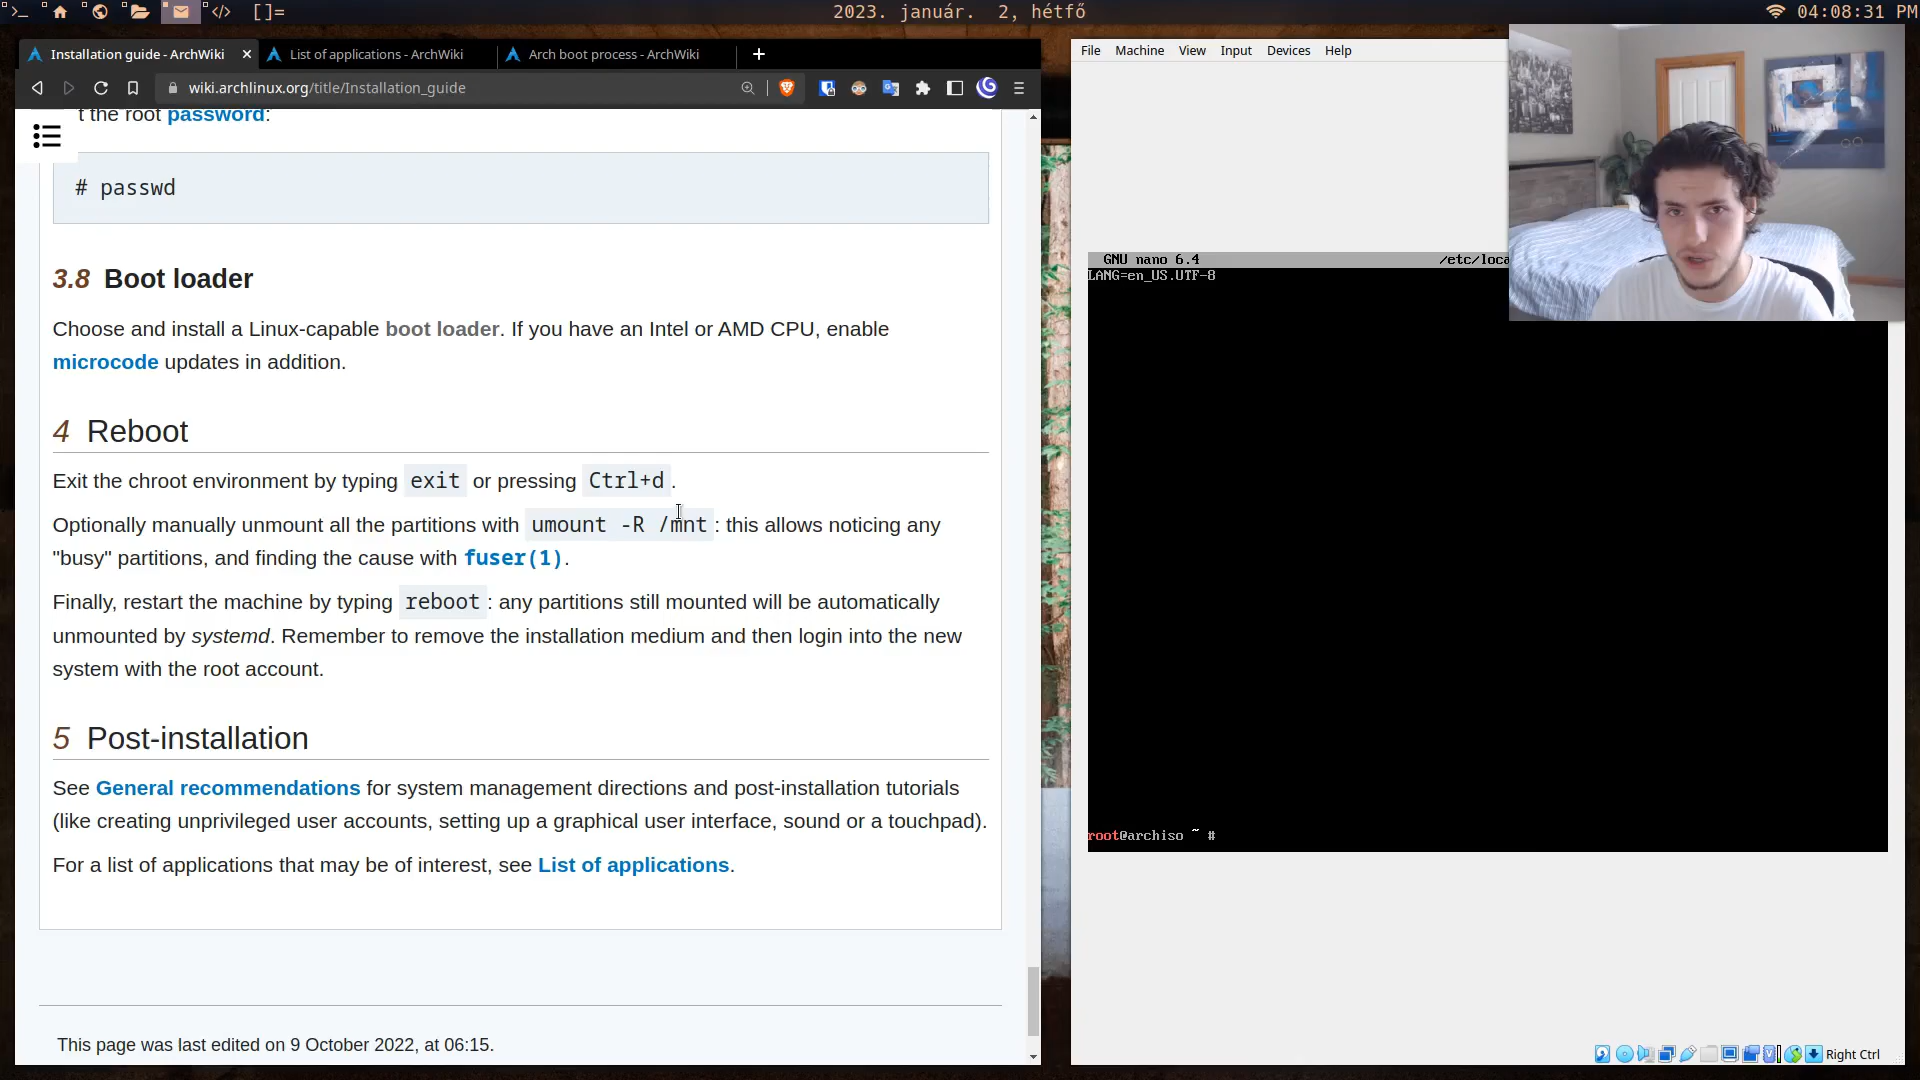 >_
</>
[]=
2023. január.  2, hétfő
04:08:31 PM
Installation guide - ArchWiki
List of applications - ArchWiki
Arch boot process - ArchWiki
wiki.archlinux.org/title/Installation_guide
t the root password:
# passwd
3.8 Boot loader
Choose and install a Linux-capable boot loader. If you have an Intel or AMD CPU, enable
microcode updates in addition.
4 Reboot
Exit the chroot environment by typing exit or pressing Ctrl+d.
Optionally manually unmount all the partitions with umount -R /mnt: this allows noticing any
"busy" partitions, and finding the cause with fuser(1).
Finally, restart the machine by typing reboot: any partitions still mounted will be automatically
unmounted by systemd. Remember to remove the installation medium and then login into the new
system with the root account.
5 Post-installation
See General recommendations for system management directions and post-installation tutorials
(like creating unprivileged user accounts, setting up a graphical user interface, sound or a touchpad).
For a list of applications that may be of interest, see List of applications.
This page was last edited on 9 October 2022, at 06:15.
File Machine View Input Devices Help
GNU nano 6.4 /etc/loca
LANG=en_US.UTF-8
root@archiso ~ #
Right Ctrl